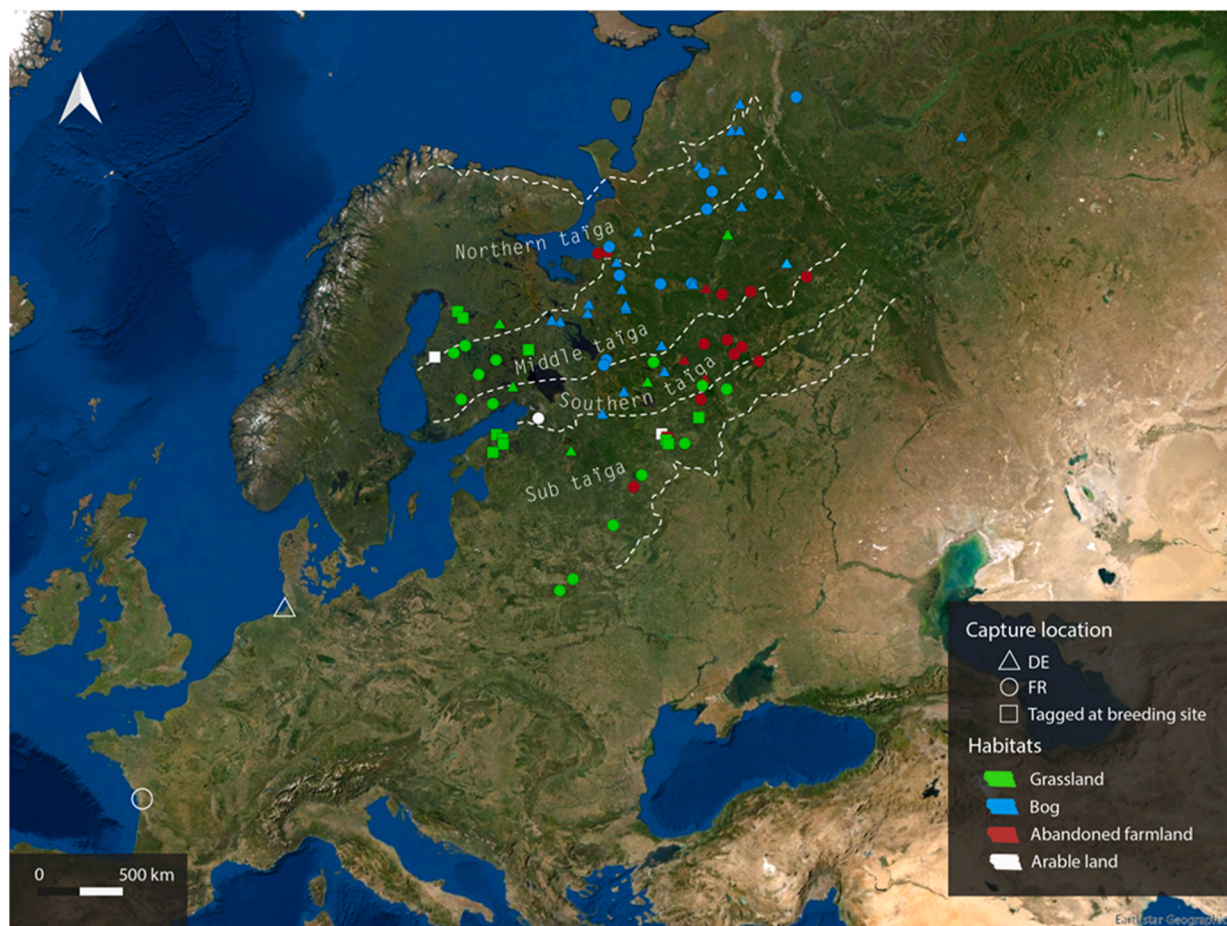 Northern taïga
Middle taïga
Southern taïga
Sub taïga
Capture location
DE
FR
Tagged at breeding site
Habitats
Grassland
Bog
Abandoned farmland
Arable land
0 500 km